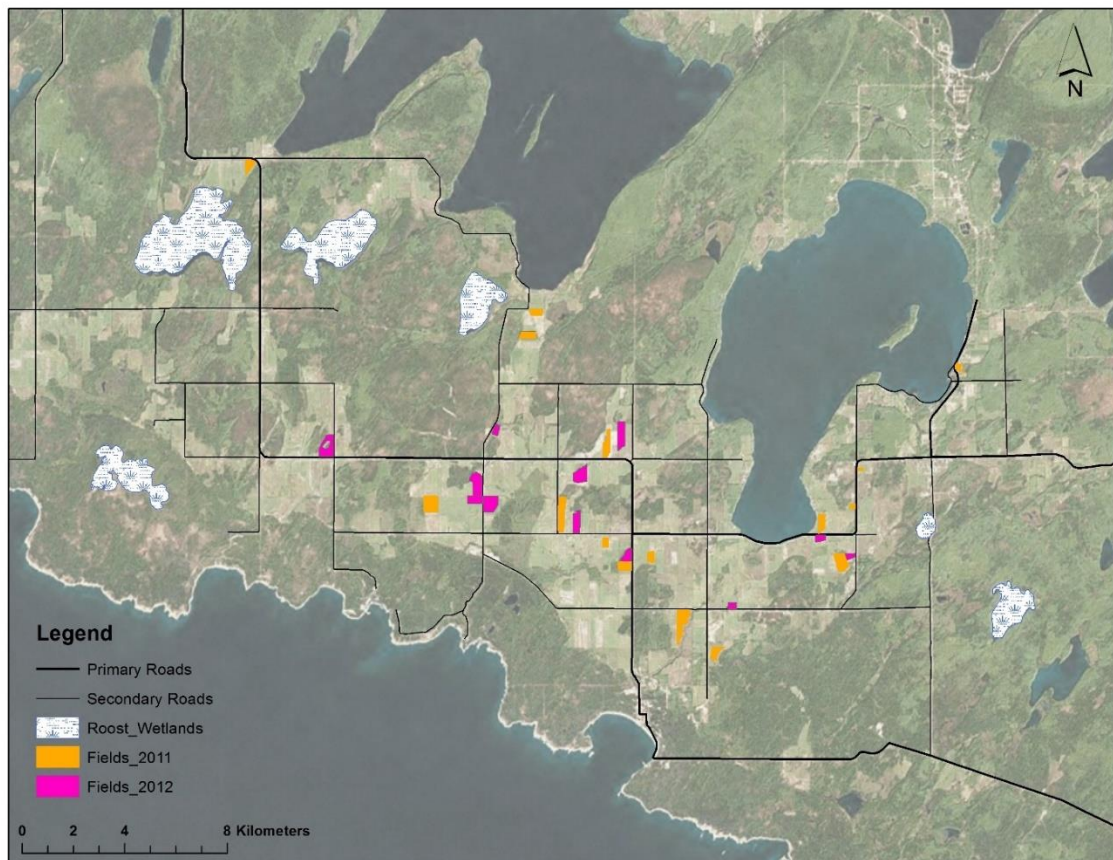 N
Legend
Primary Roads
Secondary Roads
Roost_Wetlands
Fields_2011
Fields_2012
0 2 4 8 Kilometers